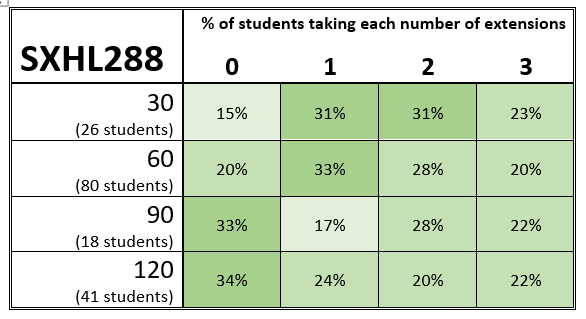 % of students taking each number of extensions
SXHL288 0 1 2 3
30
(26 students) 15% 31% 31% 23%
60
(80 students) 20% 33% 28% 20%
90
(18 students) 33% 17% 28% 22%
120
(41 students) 34% 24% 20% 22%